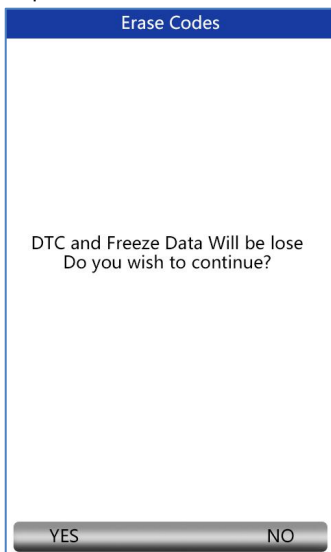 Erase Codes
DTC and Freeze Data Will be lose
Do you wish to continue?
YES NO